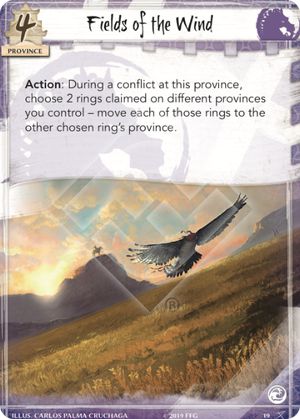 4
Fields of the Wind
PROVINCE
Action: During a conflict at this province,
choose 2 rings claimed on different provinces
you control – move each of those rings to the
other chosen ring's province.
®
ILLUS. CARLOS PALMA CRUCHAGA
©2019 FFG
19